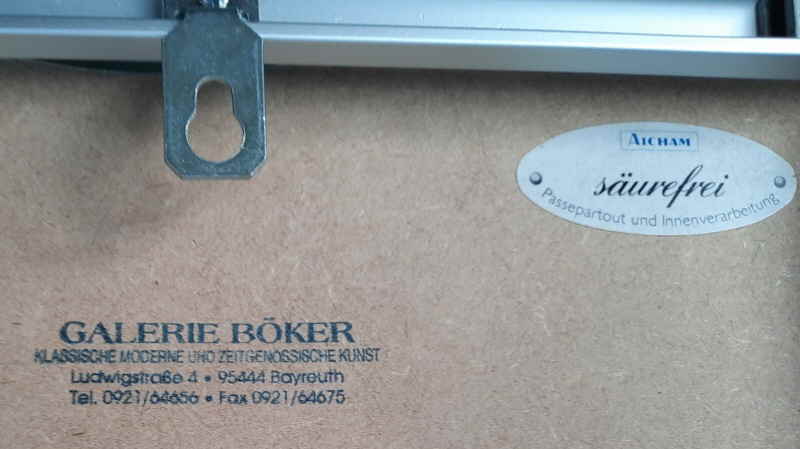 AICHAM
säurefrei
Passepartout und Innenverarbeitung
GALERIE BÖKER
KLASSISCHE MODERNE UND ZEITGENÖSSISCHE KUNST
Ludwigstraße 4 • 95444 Bayreuth
Tel. 0921/64656 • Fax 0921/64675